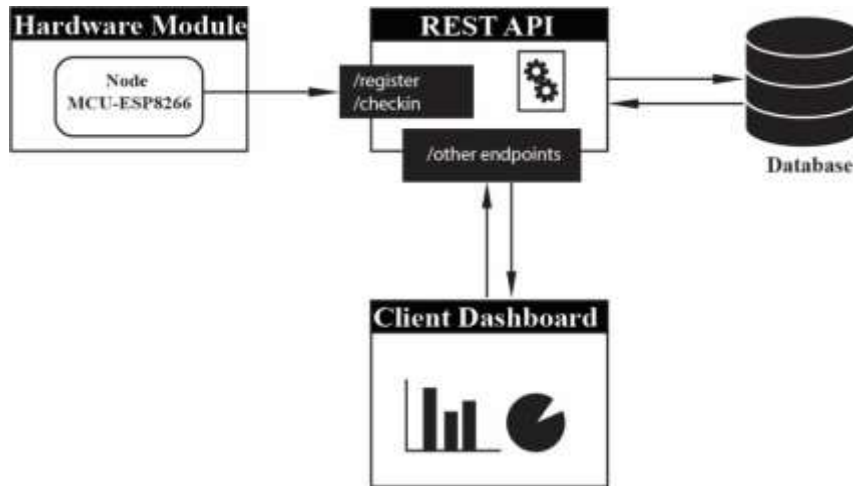 Hardware Module
Node
MCU-ESP8266
REST API
/register
/checkin
/other endpoints
Database
Client Dashboard